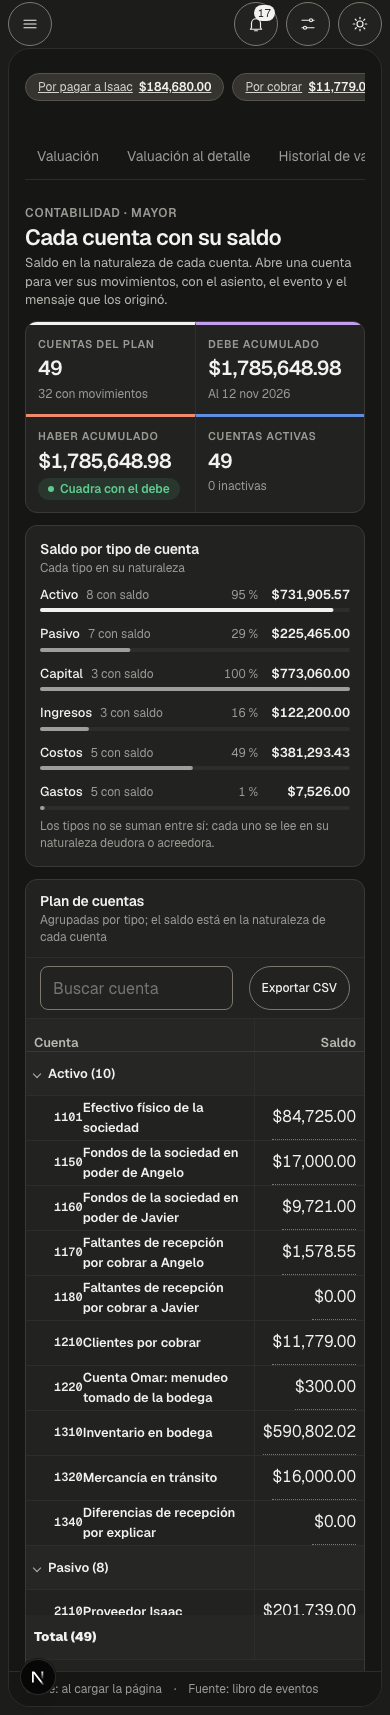 17
Por pagar a Isaac $184,680.00
Por cobrar $11,779.0
Valuación Valuación al detalle Historial de va
CONTABILIDAD · MAYOR
Cada cuenta con su saldo
Saldo en la naturaleza de cada cuenta. Abre una cuenta
para ver sus movimientos, con el asiento, el evento y el
mensaje que los originó.
CUENTAS DEL PLAN
49
32 con movimientos
DEBE ACUMULADO
$1,785,648.98
Al 12 nov 2026
HABER ACUMULADO
$1,785,648.98
Cuadra con el debe
CUENTAS ACTIVAS
49
0 inactivas
Saldo por tipo de cuenta
Cada tipo en su naturaleza
Activo 8 con saldo 95 % $731,905.57
Pasivo 7 con saldo 29 % $225,465.00
Capital 3 con saldo 100 % $773,060.00
Ingresos 3 con saldo 16 % $122,200.00
Costos 5 con saldo 49 % $381,293.43
Gastos 5 con saldo 1 % $7,526.00
Los tipos no se suman entre sí: cada uno se lee en su
naturaleza deudora o acreedora.
Plan de cuentas
Agrupadas por tipo; el saldo está en la naturaleza de
cada cuenta
Buscar cuenta
Exportar CSV
Cuenta Saldo
Activo (10)
1101 Efectivo físico de la
sociedad $84,725.00
1150 Fondos de la sociedad en
poder de Angelo $17,000.00
1160 Fondos de la sociedad en
poder de Javier $9,721.00
1170 Faltantes de recepción
por cobrar a Angelo $1,578.55
1180 Faltantes de recepción
por cobrar a Javier $0.00
1210 Clientes por cobrar $11,779.00
1220 Cuenta Omar: menudeo
tomado de la bodega $300.00
1310 Inventario en bodega $590,802.02
1320 Mercancía en tránsito $16,000.00
1340 Diferencias de recepción
por explicar $0.00
Pasivo (8)
2110 Proveedor Isaac $201,739.00
Total (49)
N
e: al cargar la página · Fuente: libro de eventos